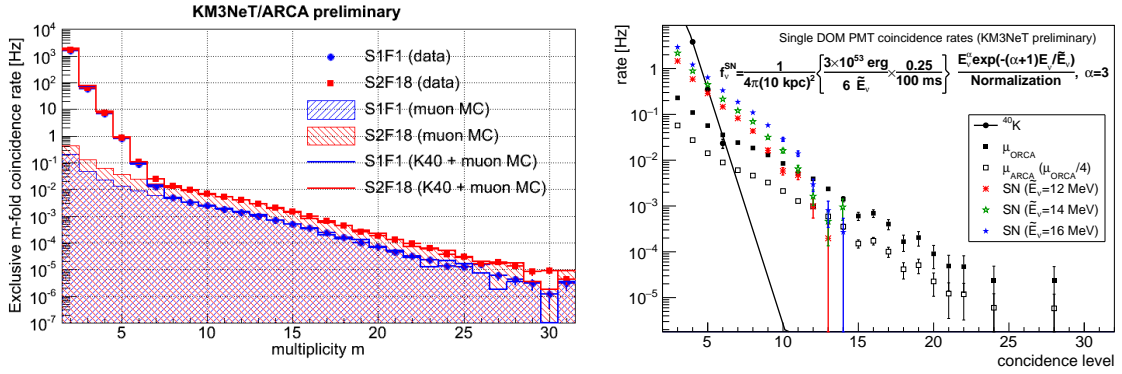 KM3NeT/ARCA preliminary
Exclusive m-fold coincidence rate [Hz]
10⁴
10³
10²
10
1
10⁻¹
10⁻²
10⁻³
10⁻⁴
10⁻⁵
10⁻⁶
10⁻⁷
S1F1 (data)
S2F18 (data)
S1F1 (muon MC)
S2F18 (muon MC)
S1F1 (K40 + muon MC)
S2F18 (K40 + muon MC)
5 10 15 20 25 30
multiplicity m
rate [Hz]
10
1
10⁻¹
10⁻²
10⁻³
10⁻⁴
10⁻⁵
Single DOM PMT coincidence rates (KM3NeT preliminary)
f_ν^SN = 1/4π(10 kpc)² {3×10⁵³ erg/6 Ẽ_ν × 0.25/100 ms} E_ν^α exp(-(α+1)E_ν/Ẽ_ν)/Normalization, α=3
⁴⁰K
μ_ORCA
μ_ARCA (μ_ORCA/4)
SN (Ẽ_ν=12 MeV)
SN (Ẽ_ν=14 MeV)
SN (Ẽ_ν=16 MeV)
5 10 15 20 25 30
concidence level